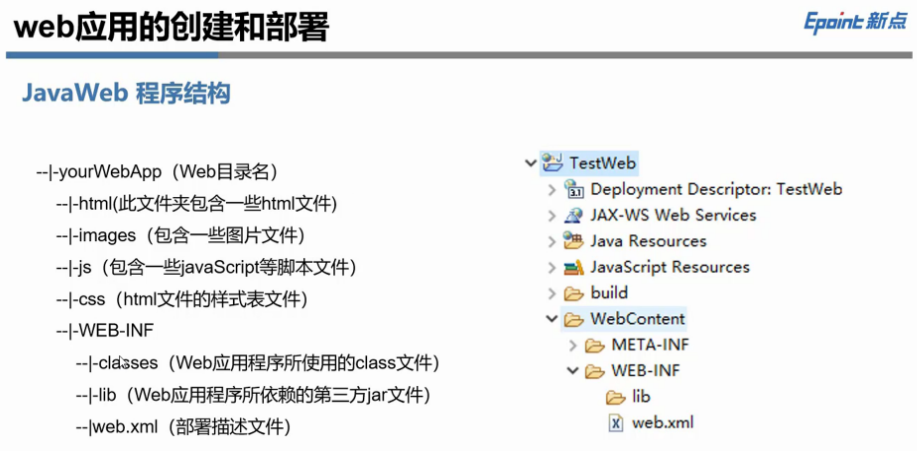 web应用的创建和部署
Epoint 新点
JavaWeb 程序结构
--|-yourWebApp（Web目录名）
--|-html(此文件夹包含一些html文件)
--|-images（包含一些图片文件）
--|-js（包含一些javaScript等脚本文件）
--|-css（html文件的样式表文件）
--|-WEB-INF
--|-classes（Web应用程序所使用的class文件）
--|-lib（Web应用程序所依赖的第三方jar文件）
--|web.xml（部署描述文件）
TestWeb
3.1 Deployment Descriptor: TestWeb
JAX-WS Web Services
Java Resources
JavaScript Resources
build
WebContent
META-INF
WEB-INF
lib
X web.xml